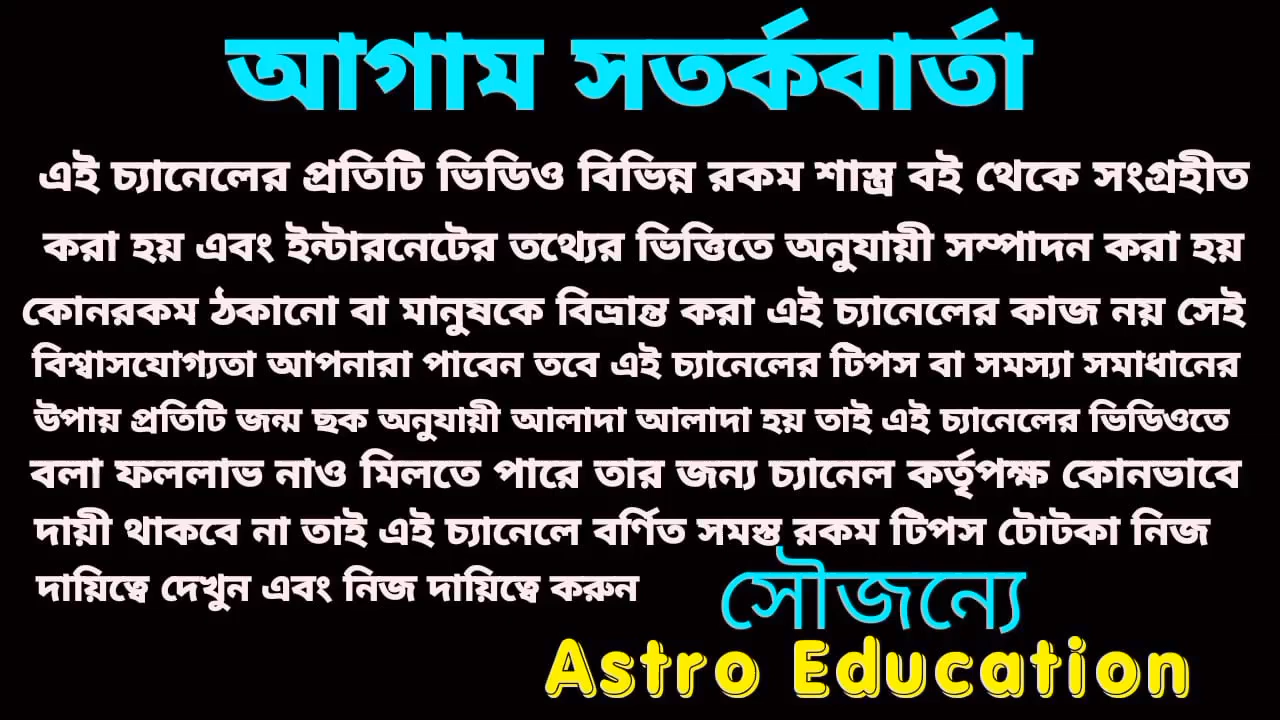 আগাম সতর্কবার্তা
এই চ্যানেলের প্রতিটি ভিডিও বিভিন্ন রকম শাস্ত্র বই থেকে সংগ্রহীত
করা হয় এবং ইন্টারনেটের তথ্যের ভিত্তিতে অনুযায়ী সম্পাদন করা হয়
কোনরকম ঠকানো বা মানুষকে বিভ্রান্ত করা এই চ্যানেলের কাজ নয় সেই
বিশ্বাসযোগ্যতা আপনারা পাবেন তবে এই চ্যানেলের টিপস বা সমস্যা সমাধানের
উপায় প্রতিটি জন্ম ছক অনুযায়ী আলাদা আলাদা হয় তাই এই চ্যানেলের ভিডিওতে
বলা ফললাভ নাও মিলতে পারে তার জন্য চ্যানেল কর্তৃপক্ষ কোনভাবে
দায়ী থাকবে না তাই এই চ্যানেলে বর্ণিত সমস্ত রকম টিপস টোটকা নিজ
দায়িত্বে দেখুন এবং নিজ দায়িত্বে করুন
সৌজন্যে
Astro Education